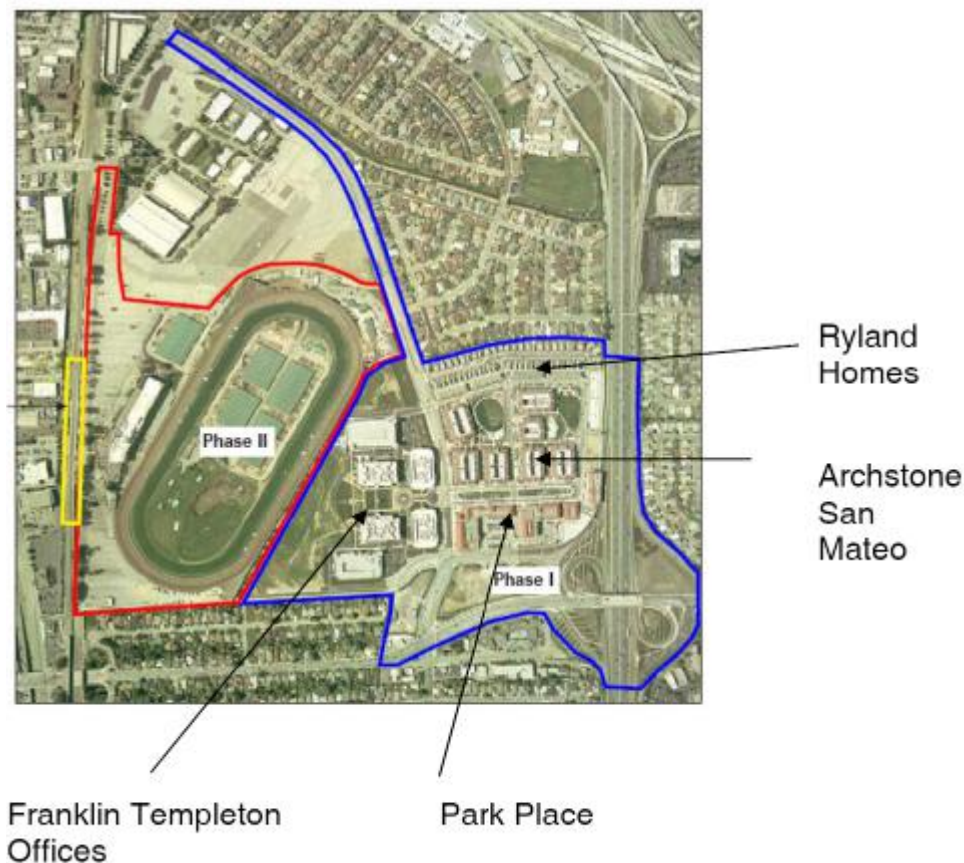 Ryland
Homes
Phase II
Archstone
San
Mateo
Phase I
Franklin Templeton
Offices
Park Place